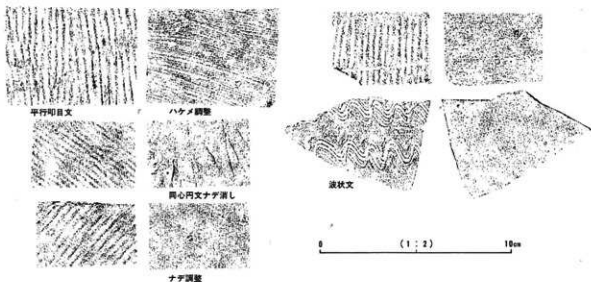 平行叩目文
ハケメ調整
同心円文ナデ消し
ナデ調整
波状文
0 (1:2) 10cm